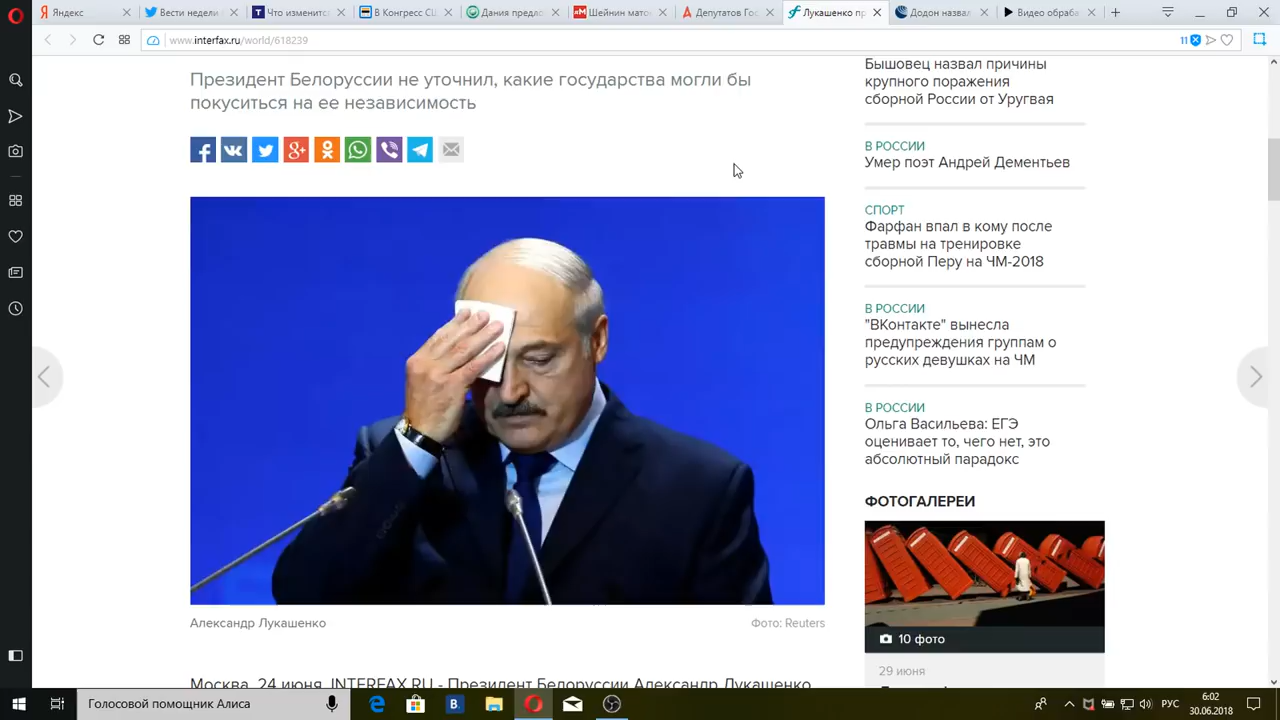 Яндекс
Вести недели
Что изменится
В Конгресс СШ
Дания предло
Шейнин мато
Депутатов Гос
Лукашенко пр
Додон назвал
Видео обрабо
www.interfax.ru/world/618239
11
Президент Белоруссии не уточнил, какие государства могли бы
покуситься на ее независимость
Александр Лукашенко
Фото: Reuters
Москва. 24 июня. INTERFAX.RU - Президент Белоруссии Александр Лукашенко
Бышовец назвал причины
крупного поражения
сборной России от Уругвая
В РОССИИ
Умер поэт Андрей Дементьев
СПОРТ
Фарфан впал в кому после
травмы на тренировке
сборной Перу на ЧМ-2018
В РОССИИ
"ВКонтакте" вынесла
предупреждения группам о
русских девушках на ЧМ
В РОССИИ
Ольга Васильева: ЕГЭ
оценивает то, чего нет, это
абсолютный парадокс
ФОТОГАЛЕРЕИ
10 фото
29 июня
Голосовой помощник Алиса
РУС
6:02
30.06.2018